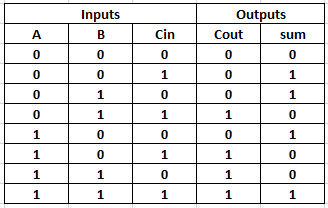 Inputs Outputs
A B Cin Cout sum
0 0 0 0 0
0 0 1 0 1
0 1 0 0 1
0 1 1 1 0
1 0 0 0 1
1 0 1 1 0
1 1 0 1 0
1 1 1 1 1